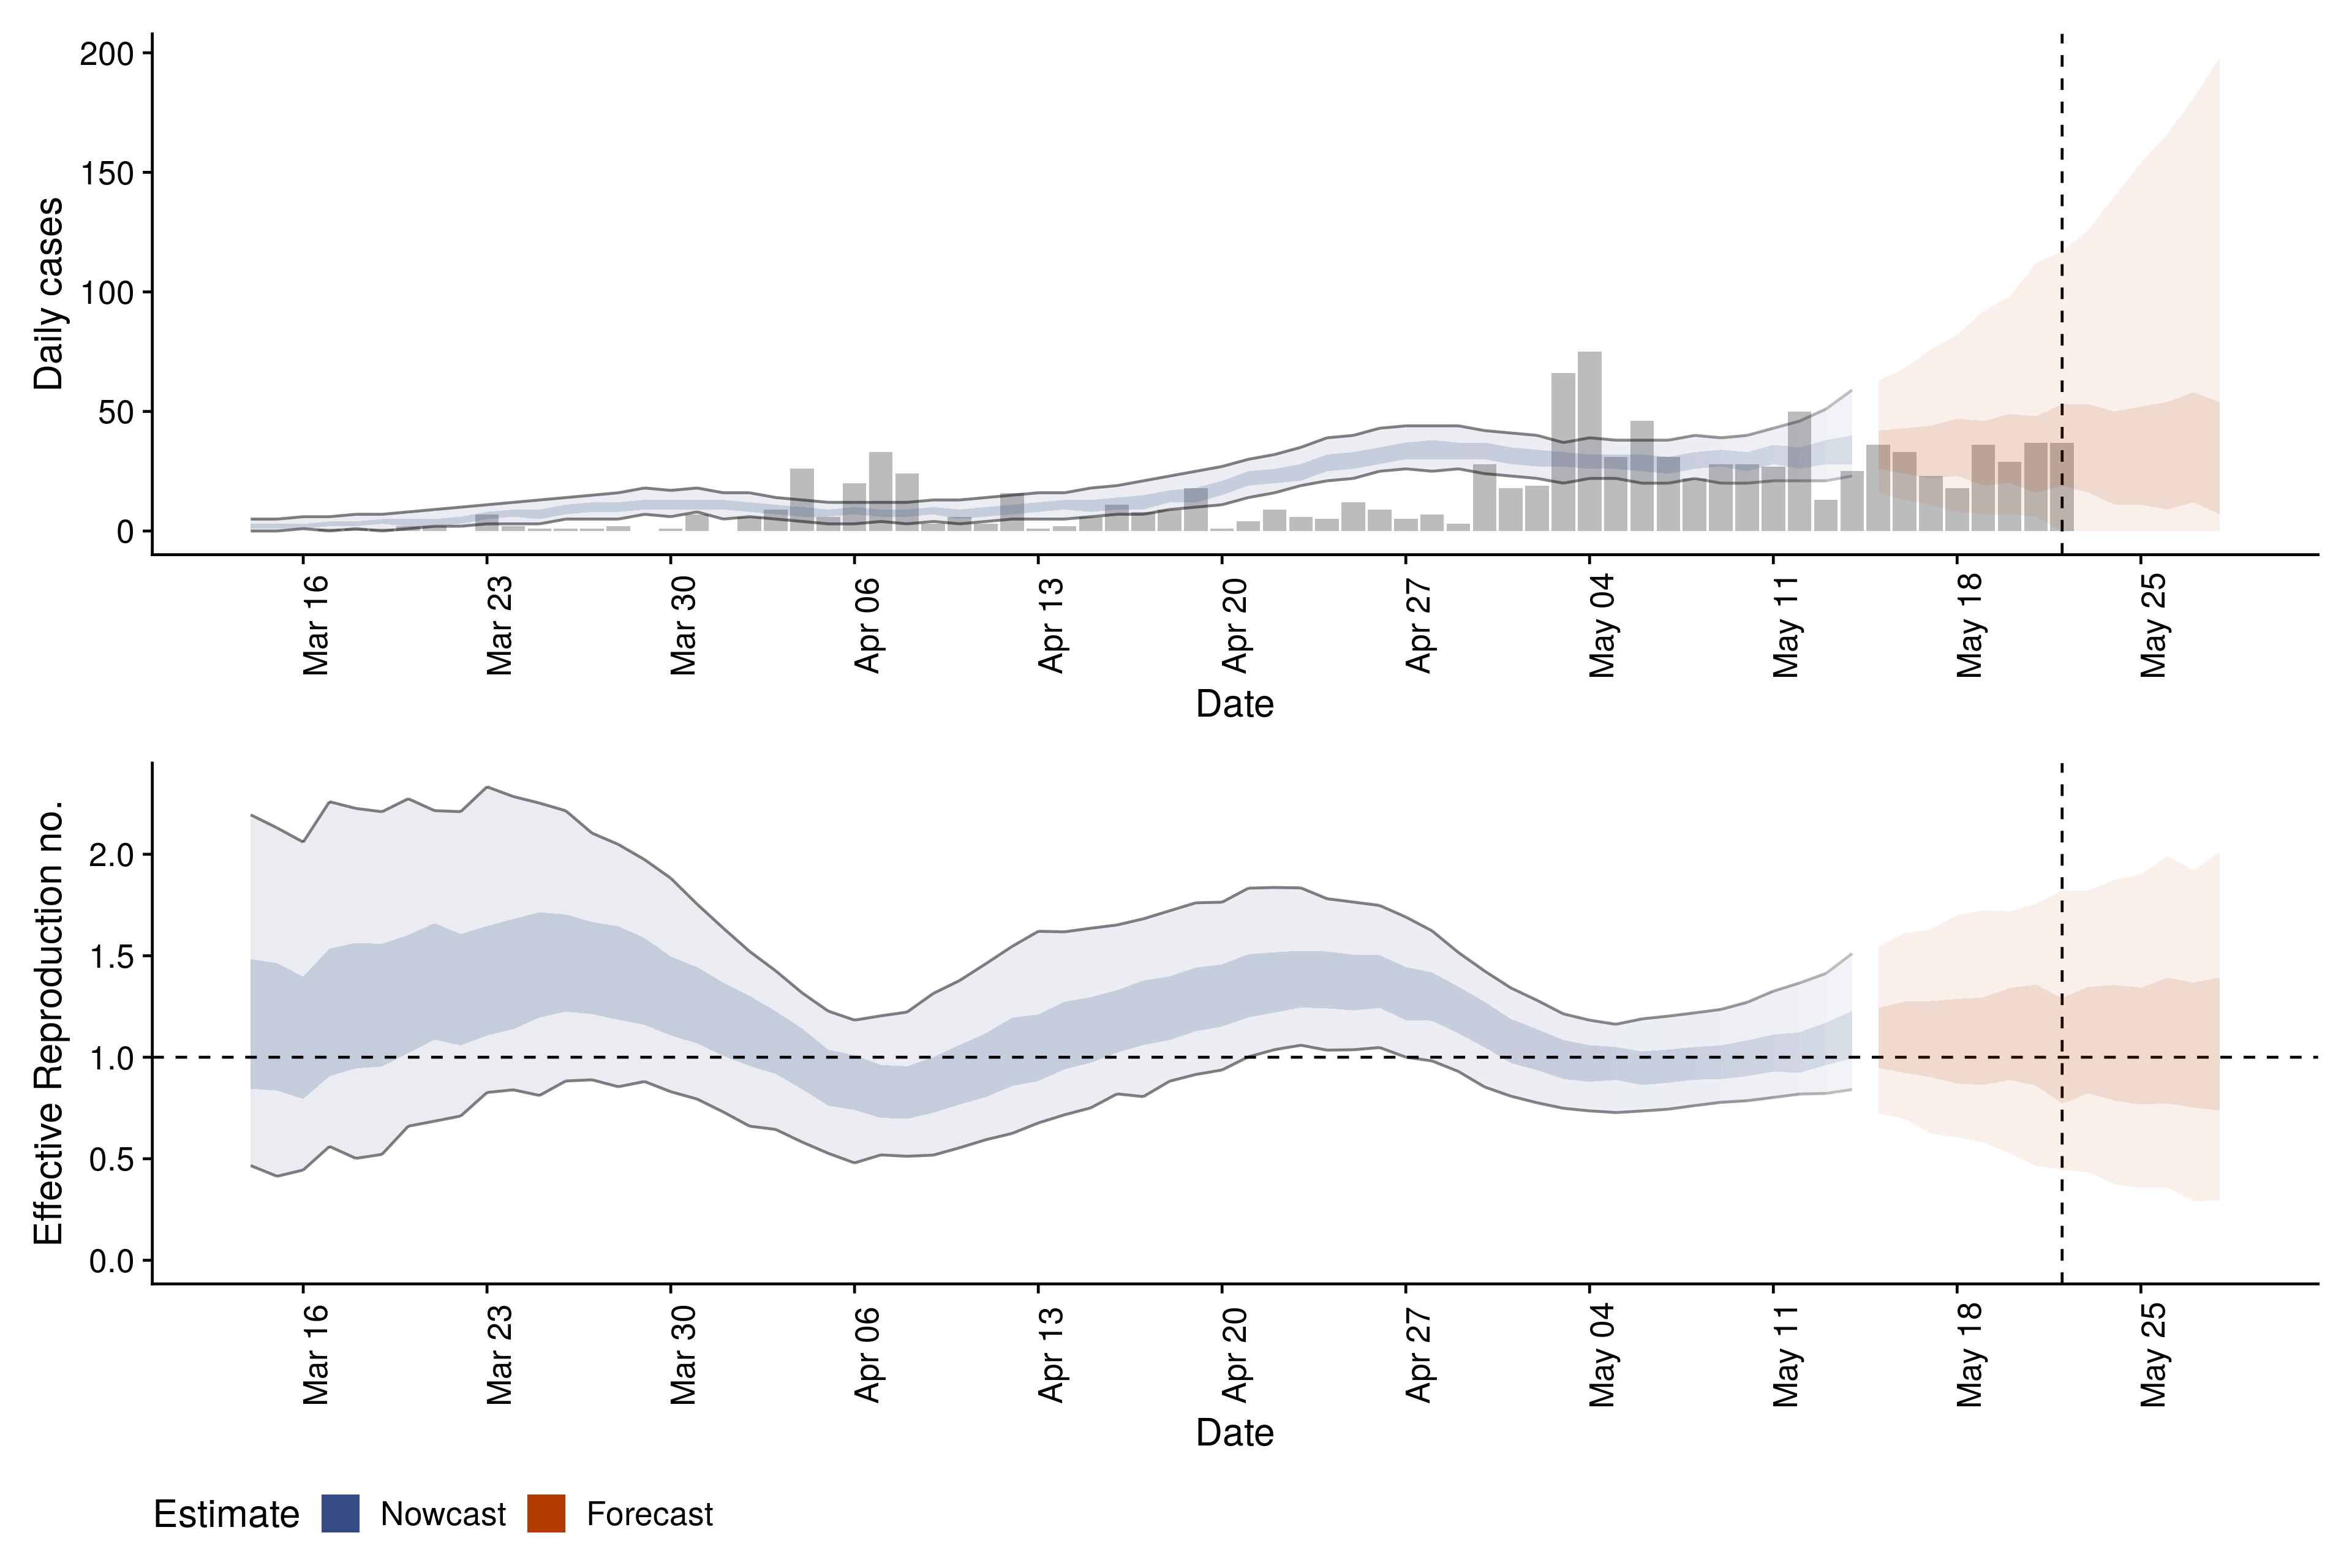 200
150
100
50
0
Daily cases
Mar 16
Mar 23
Mar 30
Apr 06
Apr 13
Apr 20
Apr 27
May 04
May 11
May 18
May 25
Date
2.0
1.5
1.0
0.5
0.0
Effective Reproduction no.
Mar 16
Mar 23
Mar 30
Apr 06
Apr 13
Apr 20
Apr 27
May 04
May 11
May 18
May 25
Date
Estimate Nowcast Forecast